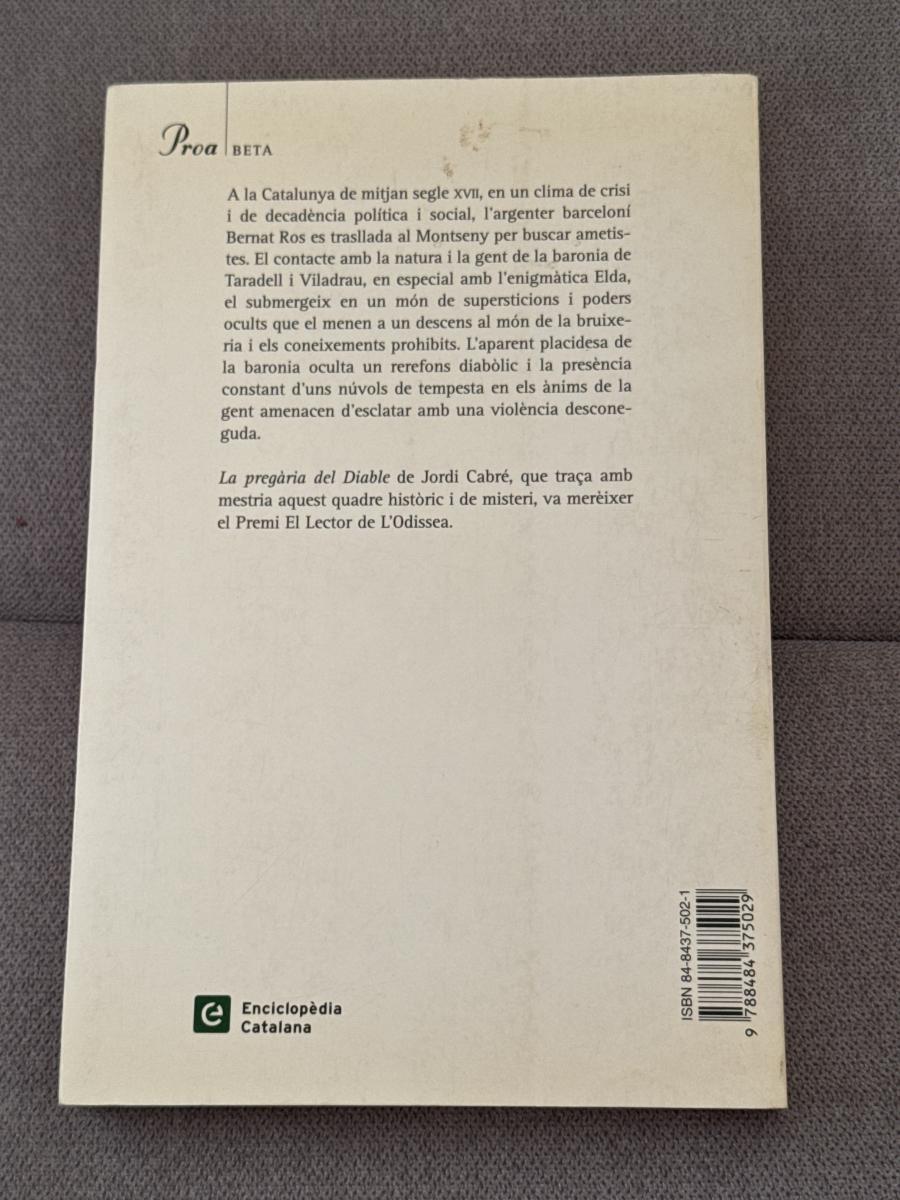 Proa BETA
A la Catalunya de mitjan segle XVII, en un clima de crisi
i de decadència política i social, l'argenter barceloní
Bernat Ros es trasllada al Montseny per buscar ametis-
tes. El contacte amb la natura i la gent de la baronia de
Taradell i Viladrau, en especial amb l'enigmàtica Elda,
el submergeix en un món de supersticions i poders
ocults que el menen a un descens al món de la bruixe-
ria i els coneixements prohibits. L'aparent placidesa de
la baronia oculta un rerefons diabòlic i la presència
constant d'uns núvols de tempesta en els ànims de la
gent amenacen d'esclatar amb una violència descone-
guda.
La pregària del Diable de Jordi Cabré, que traça amb
mestria aquest quadre històric i de misteri, va merèixer
el Premi El Lector de L'Odissea.
ISBN 84-8437-502-1
9 788484 375029
Enciclopèdia
Catalana